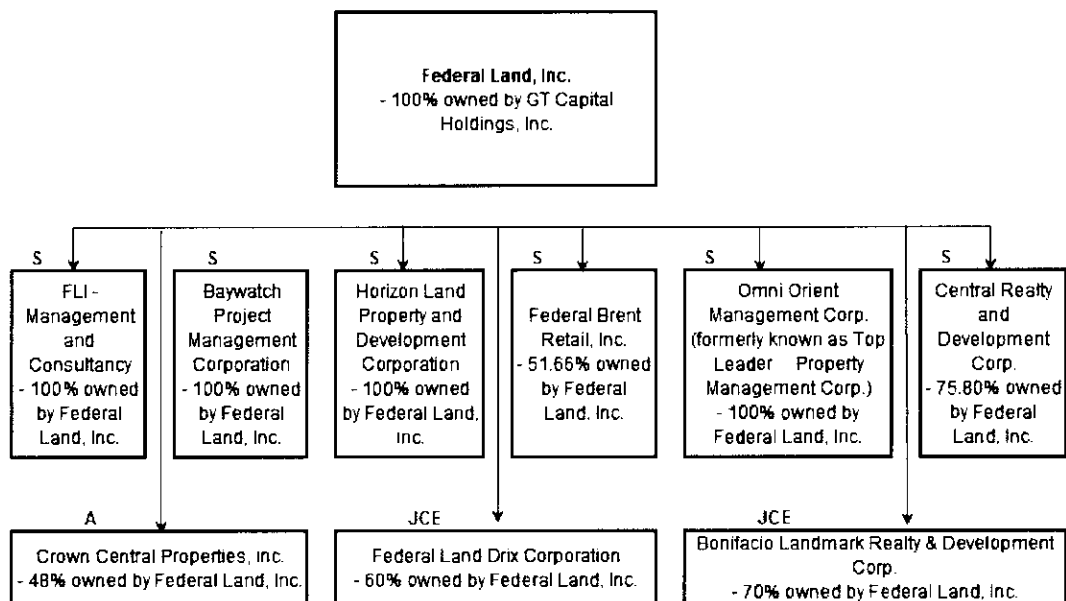 Federal Land, Inc.
- 100% owned by GT Capital
Holdings, Inc.
S
FLI -
Management
and
Consultancy
- 100% owned
by Federal
Land, Inc.
S
Baywatch
Project
Management
Corporation
- 100% owned
by Federal
Land, Inc.
S
Horizon Land
Property and
Development
Corporation
- 100% owned
by Federal Land,
Inc.
S
Federal Brent
Retail, Inc.
- 51.66% owned
by Federal
Land, Inc.
S
Omni Orient
Management Corp.
(formerly known as Top
Leader Property
Management Corp.)
- 100% owned by
Federal Land, Inc.
S
Central Realty
and
Development
Corp.
- 75.80% owned
by Federal
Land, Inc.
A
Crown Central Properties, Inc.
- 48% owned by Federal Land, Inc.
JCE
Federal Land Drix Corporation
- 60% owned by Federal Land, Inc.
JCE
Bonifacio Landmark Realty & Development
Corp.
- 70% owned by Federal Land, Inc.